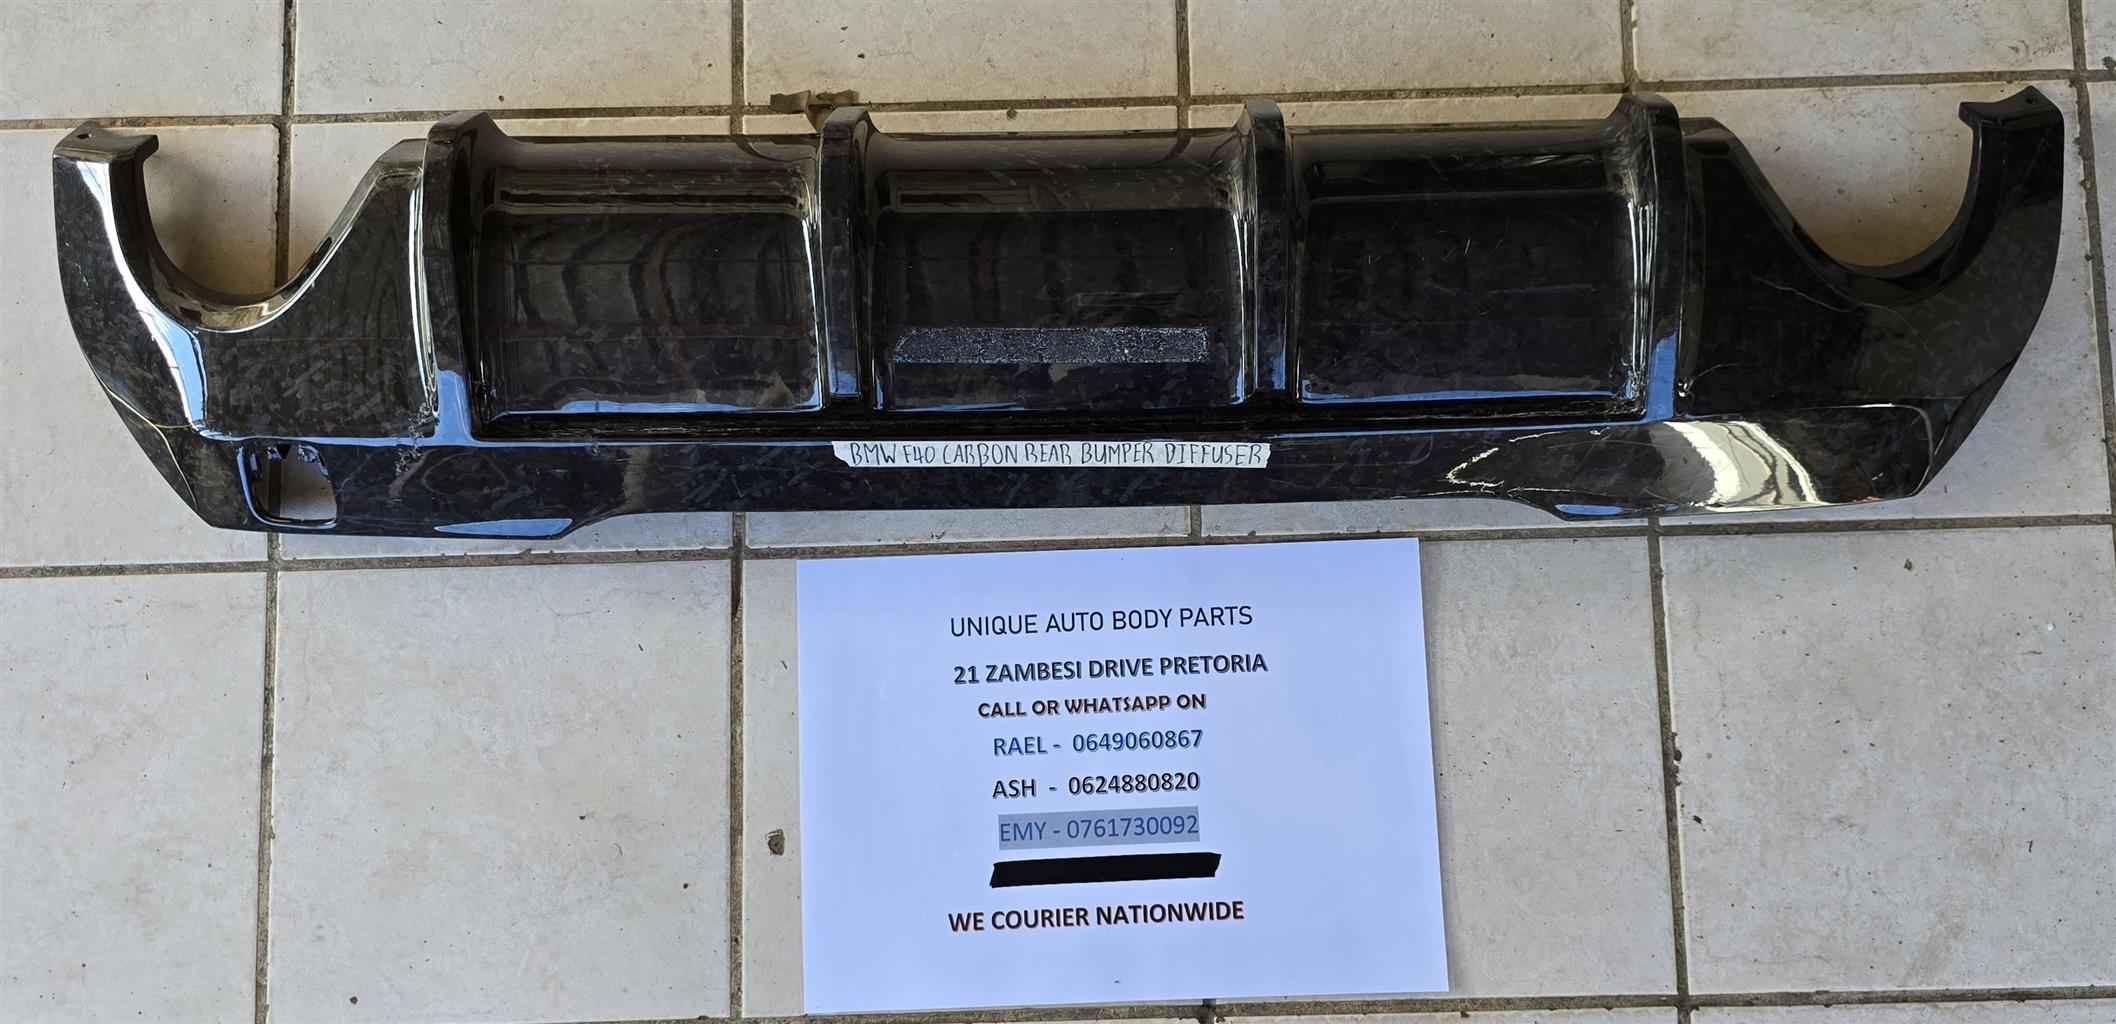 BMW F40 CARBON REAR BUMPER DIFFUSER
UNIQUE AUTO BODY PARTS
21 ZAMBESI DRIVE PRETORIA
CALL OR WHATSAPP ON
RAEL - 0649060867
ASH - 0624880820
EMY - 0761730092
WE COURIER NATIONWIDE